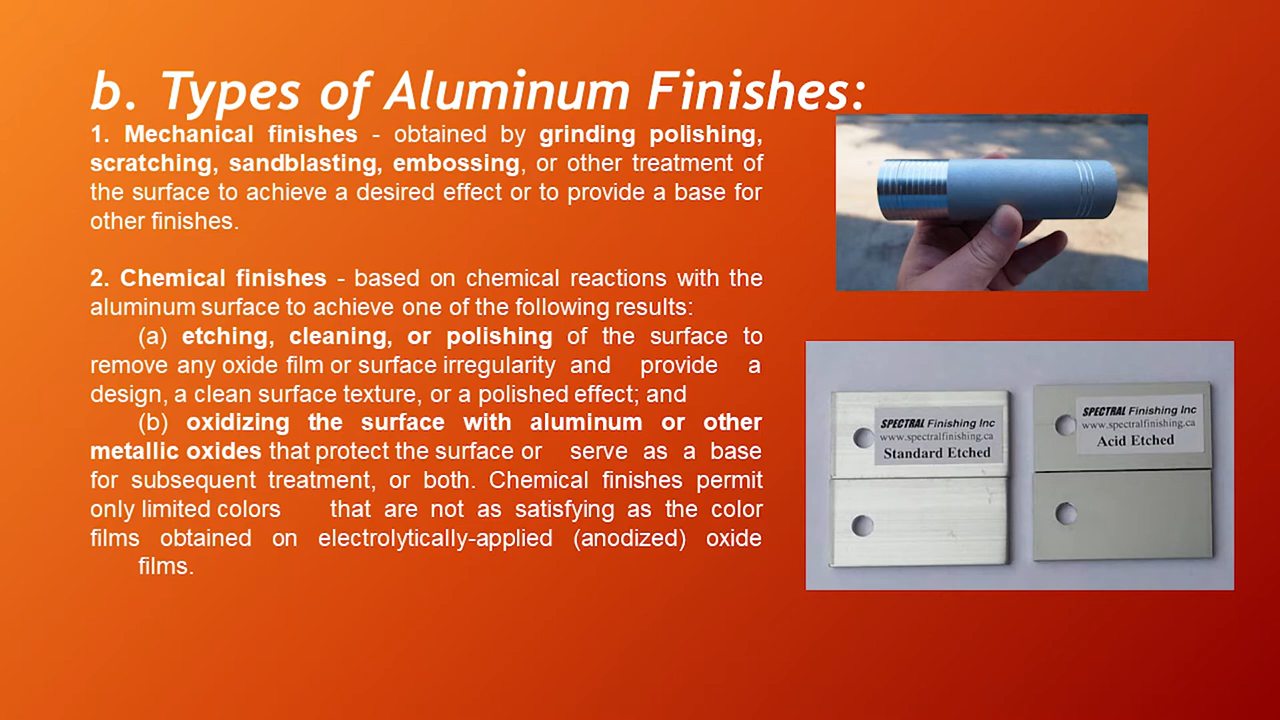 b. Types of Aluminum Finishes:
1. Mechanical finishes - obtained by grinding polishing,
scratching, sandblasting, embossing, or other treatment of
the surface to achieve a desired effect or to provide a base for
other finishes.
2. Chemical finishes - based on chemical reactions with the
aluminum surface to achieve one of the following results:
(a) etching, cleaning, or polishing of the surface to
remove any oxide film or surface irregularity and provide a
design, a clean surface texture, or a polished effect; and
(b) oxidizing the surface with aluminum or other
metallic oxides that protect the surface or serve as a base
for subsequent treatment, or both. Chemical finishes permit
only limited colors that are not as satisfying as the color
films obtained on electrolytically-applied (anodized) oxide
films.
SPECTRAL Finishing Inc
www.spectralfinishing.ca
Standard Etched
SPECTRAL Finishing Inc
www.spectralfinishing.ca
Acid Etched